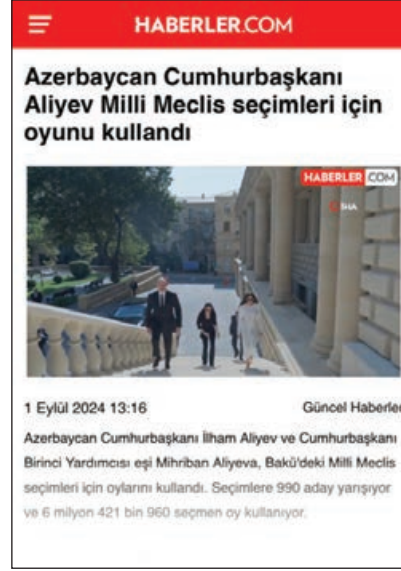 HABERLER.COM
Azerbaycan Cumhurbaşkanı
Aliyev Milli Meclis seçimleri için
oyunu kullandı
HABERLER COM
1 Eylül 2024 13:16 Güncel Haberler
Azerbaycan Cumhurbaşkanı İlham Aliyev ve Cumhurbaşkanı
Birinci Yardımcısı eşi Mihriban Aliyeva, Bakü'deki Milli Meclis
seçimleri için oylarını kullandı. Seçimlere 990 aday yarışıyor
ve 6 milyon 421 bin 960 seçmen oy kullanıyor.